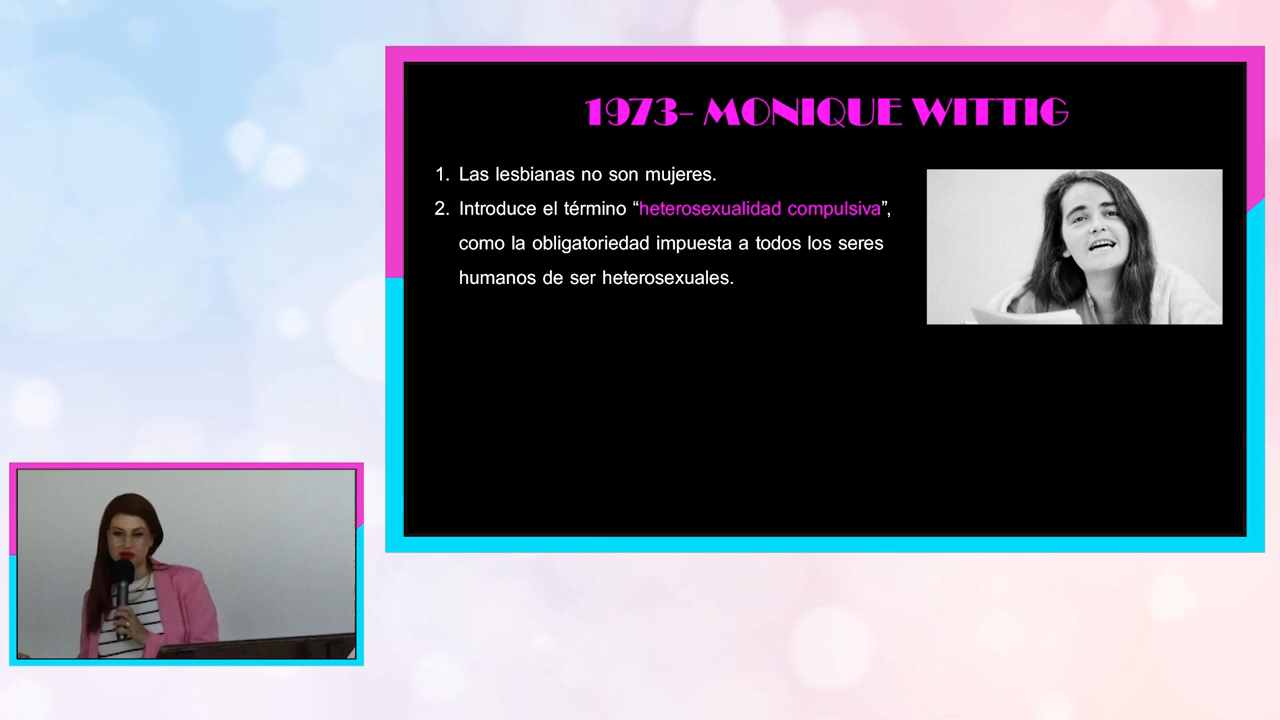 1973- MONIQUE WITTIG
1. Las lesbianas no son mujeres.
2. Introduce el término “heterosexualidad compulsiva”,
como la obligatoriedad impuesta a todos los seres
humanos de ser heterosexuales.